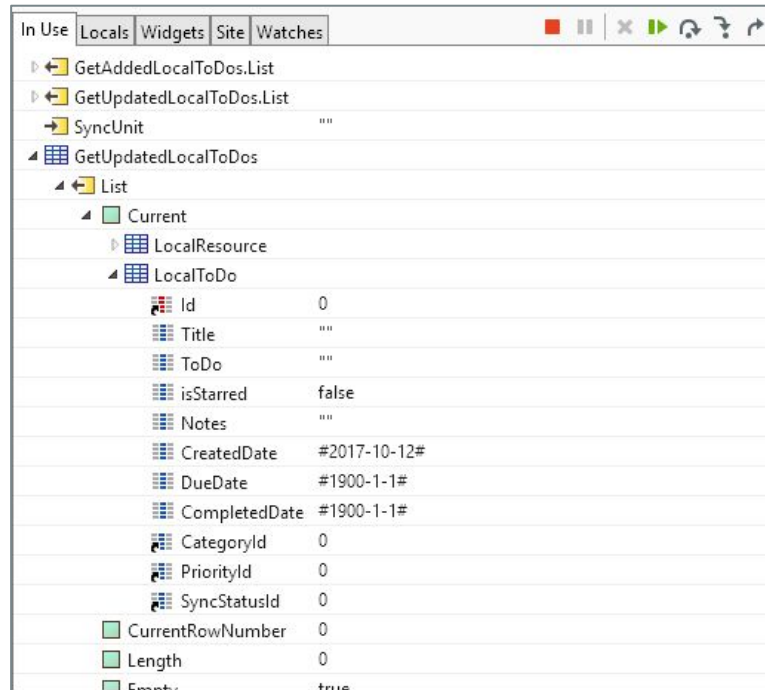 In Use Locals Widgets Site Watches
GetAddedLocalToDos.List
GetUpdatedLocalToDos.List
SyncUnit ""
GetUpdatedLocalToDos
List
Current
LocalResource
LocalToDo
Id 0
Title ""
ToDo ""
isStarred false
Notes ""
CreatedDate #2017-10-12#
DueDate #1900-1-1#
CompletedDate #1900-1-1#
CategoryId 0
PriorityId 0
SyncStatusId 0
CurrentRowNumber 0
Length 0
Empty true